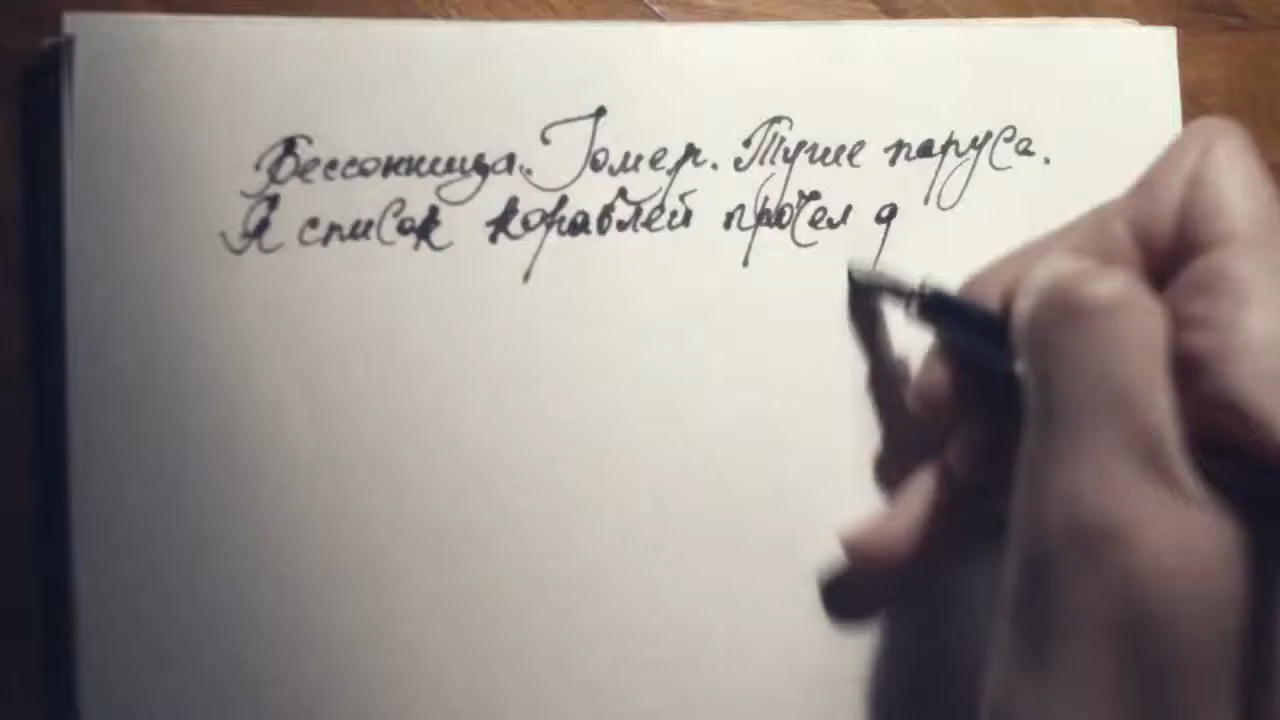 Бессонница. Гомер. Тугие паруса.
Я список кораблей прочел д